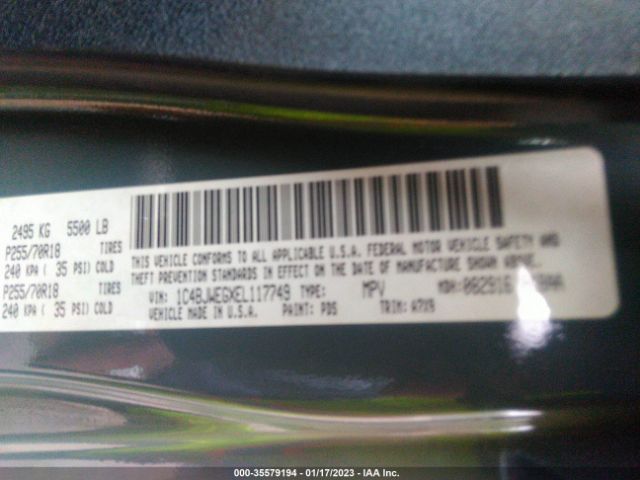 2495 KG 5500 LB
P255/70R18 TIRES
240 KPA ( 35 PSI) COLD
P255/70R18 TIRES
240 KPA ( 35 PSI) COLD
THIS VEHICLE CONFORMS TO ALL APPLICABLE U.S.A. FEDERAL MOTOR VEHICLE SAFETY AND
THEFT PREVENTION STANDARDS IN EFFECT ON THE DATE OF MANUFACTURE SHOWN ABOVE.
VIN: 1C4BJWEGXEL117749 TYPE: MPV MDH:
VEHICLE MADE IN U.S.A. PAINT: PDS TRIM: A7X9
000-35579194 - 01/17/2023 - IAA Inc.